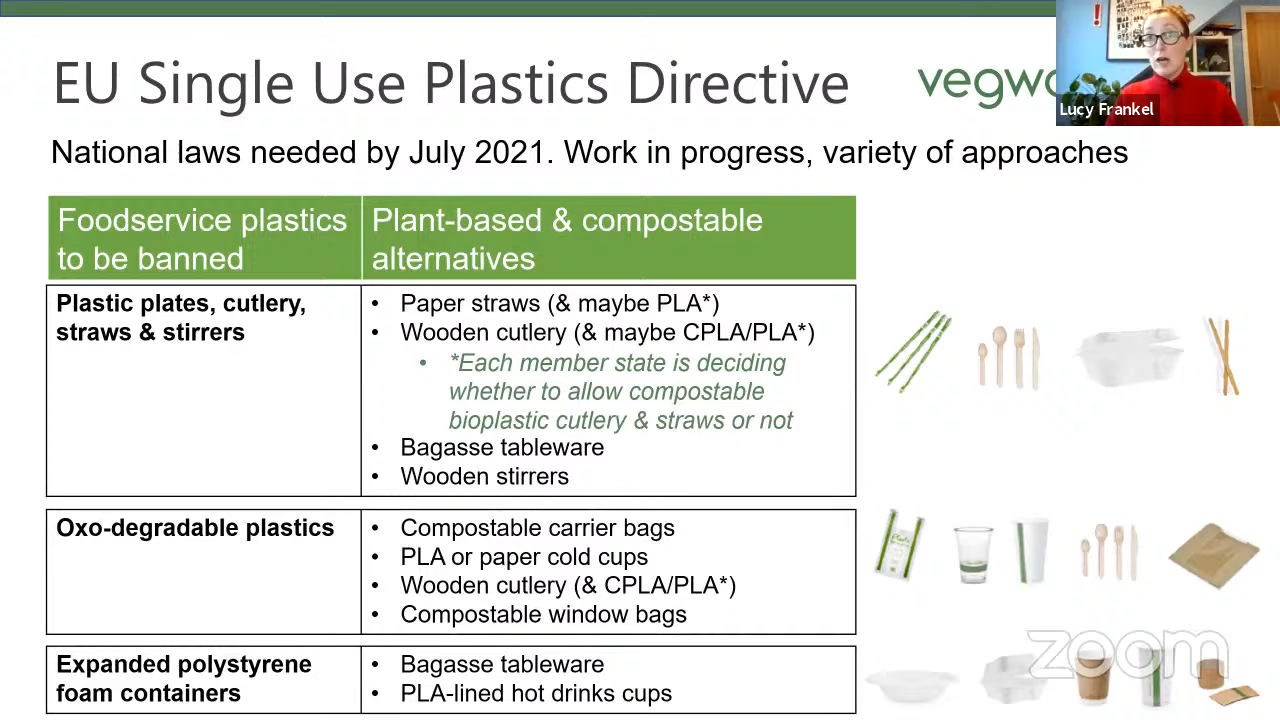 EU Single Use Plastics Directive
vegwa
Lucy Frankel
National laws needed by July 2021. Work in progress, variety of approaches
Foodservice plastics
to be banned
Plant-based & compostable
alternatives
Plastic plates, cutlery,
straws & stirrers
• Paper straws (& maybe PLA*)
• Wooden cutlery (& maybe CPLA/PLA*)
• *Each member state is deciding
whether to allow compostable
bioplastic cutlery & straws or not
• Bagasse tableware
• Wooden stirrers
Oxo-degradable plastics
• Compostable carrier bags
• PLA or paper cold cups
• Wooden cutlery (& CPLA/PLA*)
• Compostable window bags
Expanded polystyrene
foam containers
• Bagasse tableware
• PLA-lined hot drinks cups
zoom